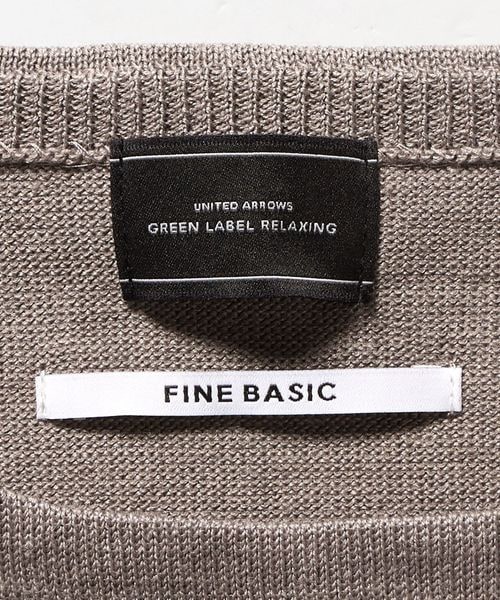 UNITED ARROWS
GREEN LABEL RELAXING
FINE BASIC